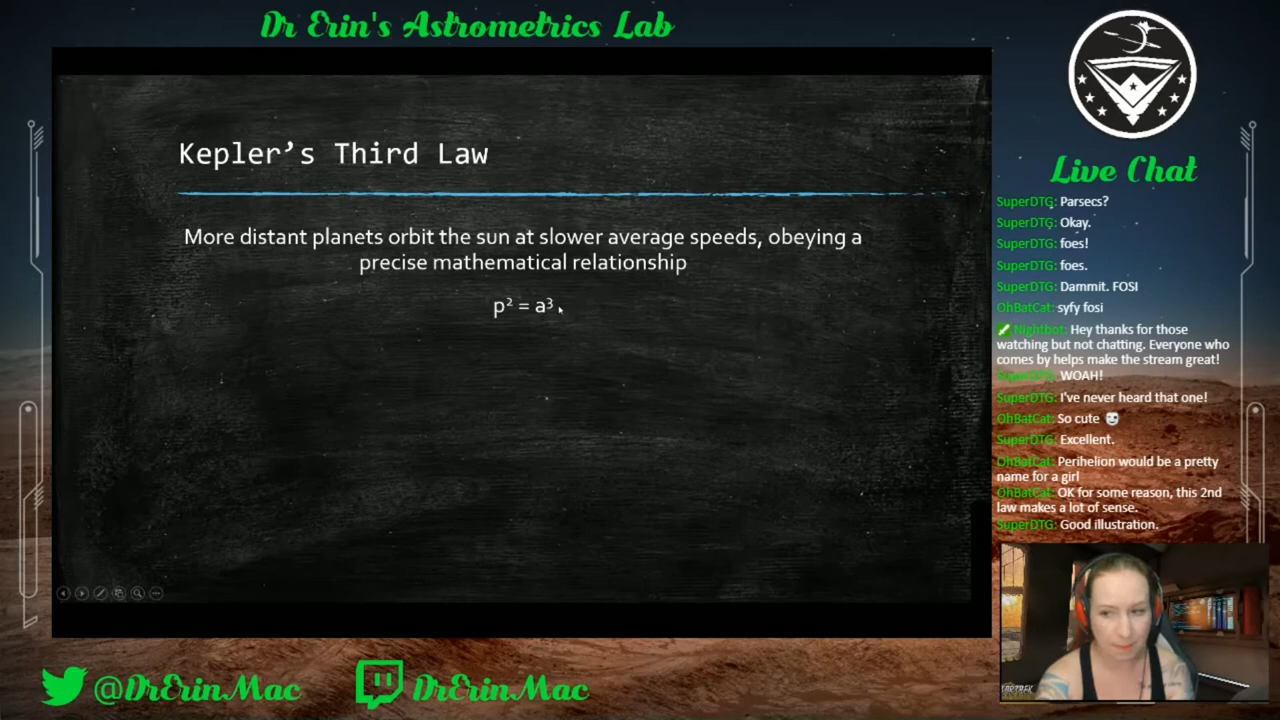 Dr Erin's Astrometrics Lab
Kepler's Third Law
More distant planets orbit the sun at slower average speeds, obeying a
precise mathematical relationship
p² = a³
Live Chat
SuperDTG: Parsecs?
SuperDTG: Okay.
SuperDTG: foes!
SuperDTG: foes.
SuperDTG: Dammit. FOSI
OhBatCat: syfy fosi
Nightbot: Hey thanks for those
watching but not chatting. Everyone who
comes by helps make the stream great!
SuperDTG: WOAH!
SuperDTG: I've never heard that one!
OhBatCat: So cute
SuperDTG: Excellent.
OhBatCat: Perihelion would be a pretty
name for a girl
OhBatCat: OK for some reason, this 2nd
law makes a lot of sense.
SuperDTG: Good illustration.
@DrErinMac
DrErinMac